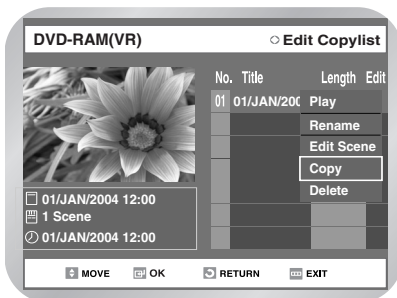 DVD-RAM(VR)
Edit Copylist
No. Title Length Edit
01 01/JAN/200
Play
Rename
Edit Scene
Copy
Delete
01/JAN/2004 12:00
1 Scene
01/JAN/2004 12:00
MOVE OK RETURN EXIT